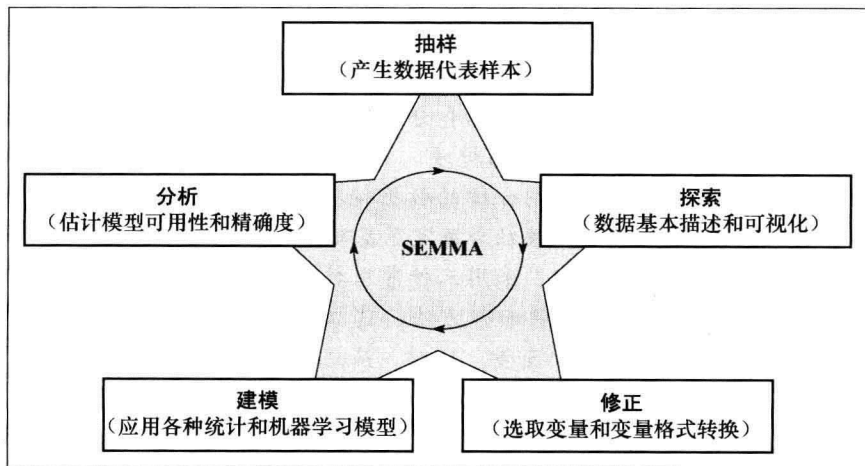 抽样
（产生数据代表样本）
分析
（估计模型可用性和精确度）
探索
（数据基本描述和可视化）
SEMMA
建模
（应用各种统计和机器学习模型）
修正
（选取变量和变量格式转换）